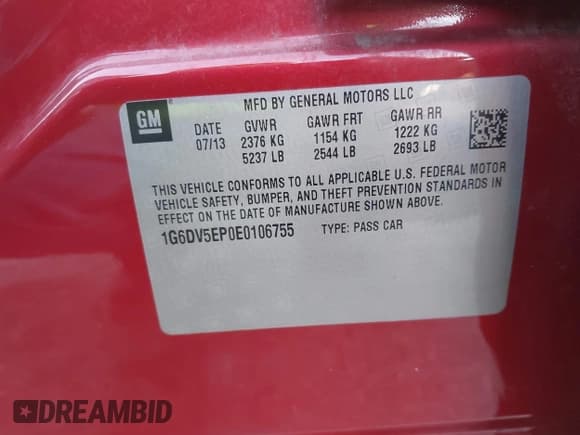 GM
MFD BY GENERAL MOTORS LLC
DATE GVWR GAWR FRT GAWR RR
07/13 2376 KG 1154 KG 1222 KG
5237 LB 2544 LB 2693 LB
THIS VEHICLE CONFORMS TO ALL APPLICABLE U.S. FEDERAL MOTOR
VEHICLE SAFETY, BUMPER, AND THEFT PREVENTION STANDARDS IN
EFFECT ON THE DATE OF MANUFACTURE SHOWN ABOVE.
1G6DV5EP0E0106755 TYPE: PASS CAR
DREAMBID